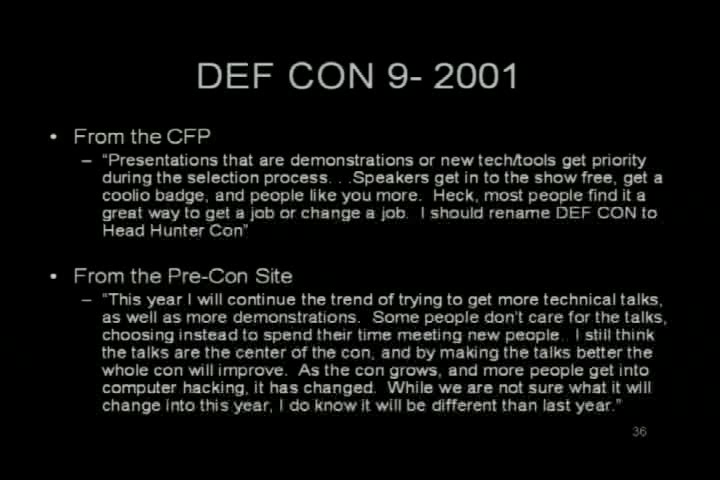 DEF CON 9- 2001
• From the CFP
– “Presentations that are demonstrations or new tech/tools get priority
during the selection process. . .Speakers get in to the show free, get a
coolio badge, and people like you more. Heck, most people find it a
great way to get a job or change a job. I should rename DEF CON to
Head Hunter Con”
• From the Pre-Con Site
– “This year I will continue the trend of trying to get more technical talks,
as well as more demonstrations. Some people don’t care for the talks,
choosing instead to spend their time meeting new people. I still think
the talks are the center of the con, and by making the talks better the
whole con will improve. As the con grows, and more people get into
computer hacking, it has changed. While we are not sure what it will
change into this year, I do know it will be different than last year.”
36